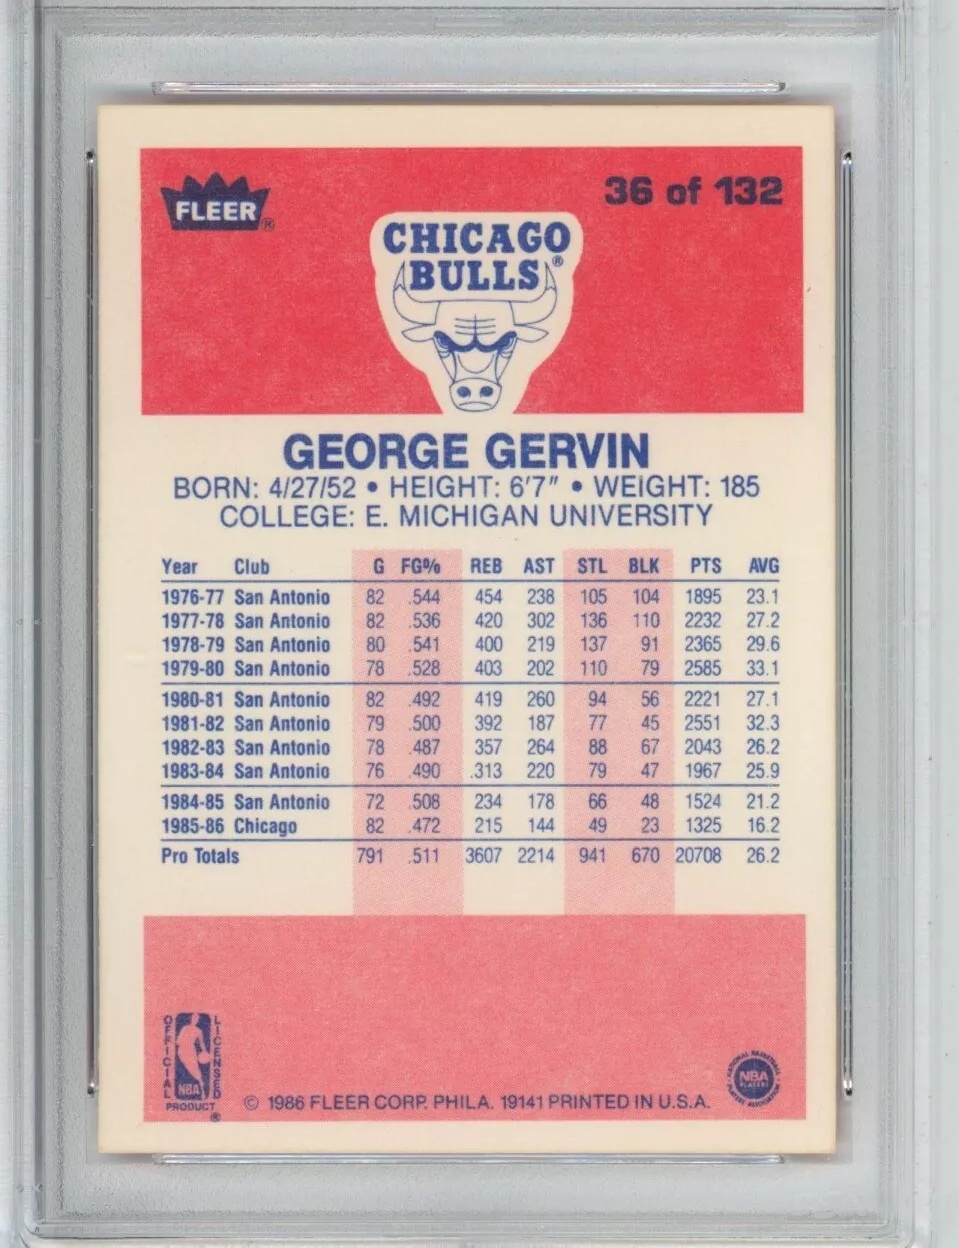 FLEER®
36 of 132
CHICAGO
BULLS®
GEORGE GERVIN
BORN: 4/27/52 • HEIGHT: 6'7" • WEIGHT: 185
COLLEGE: E. MICHIGAN UNIVERSITY
Year Club G FG% REB AST STL BLK PTS AVG
1976-77 San Antonio 82 .544 454 238 105 104 1895 23.1
1977-78 San Antonio 82 .536 420 302 136 110 2232 27.2
1978-79 San Antonio 80 .541 400 219 137 91 2365 29.6
1979-80 San Antonio 78 .528 403 202 110 79 2585 33.1
1980-81 San Antonio 82 .492 419 260 94 56 2221 27.1
1981-82 San Antonio 79 .500 392 187 77 45 2551 32.3
1982-83 San Antonio 78 .487 357 264 88 67 2043 26.2
1983-84 San Antonio 76 .490 .313 220 79 47 1967 25.9
1984-85 San Antonio 72 .508 234 178 66 48 1524 21.2
1985-86 Chicago 82 .472 215 144 49 23 1325 16.2
Pro Totals 791 .511 3607 2214 941 670 20708 26.2
OFFICIAL
LICENSED
NBA
PRODUCT
®
© 1986 FLEER CORP. PHILA. 19141 PRINTED IN U.S.A.
NATIONAL BASKETBALL
NBA
PLAYERS
PLAYERS ASSOCIATION